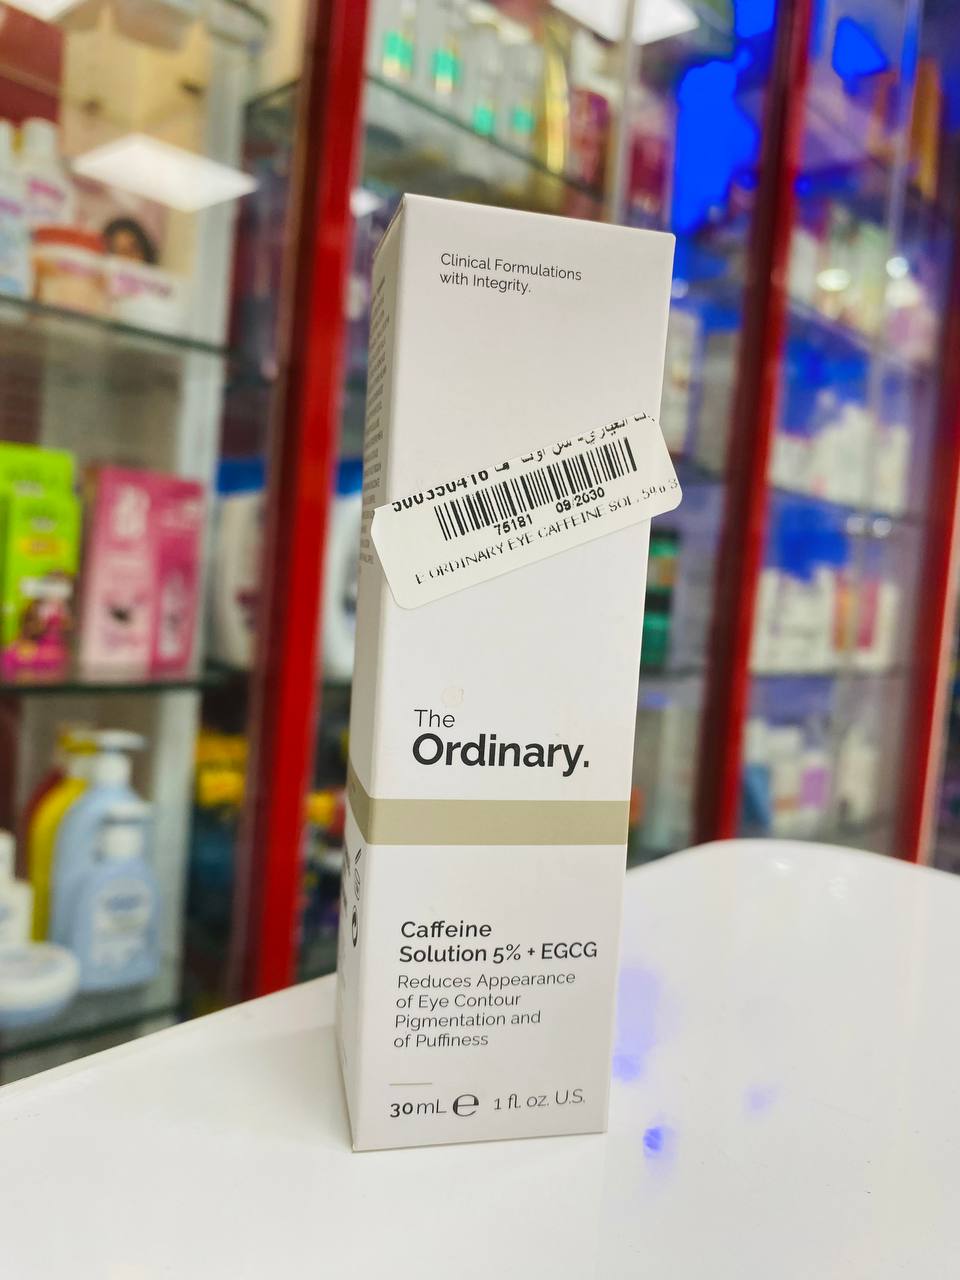 Clinical Formulations
with Integrity.
75181 09.2030
ORDINARY EYE CAFFEINE SOL.
The
Ordinary.
Caffeine
Solution 5% + EGCG
Reduces Appearance
of Eye Contour
Pigmentation and
of Puffiness
30mL ℮ 1 fl. oz. U.S.